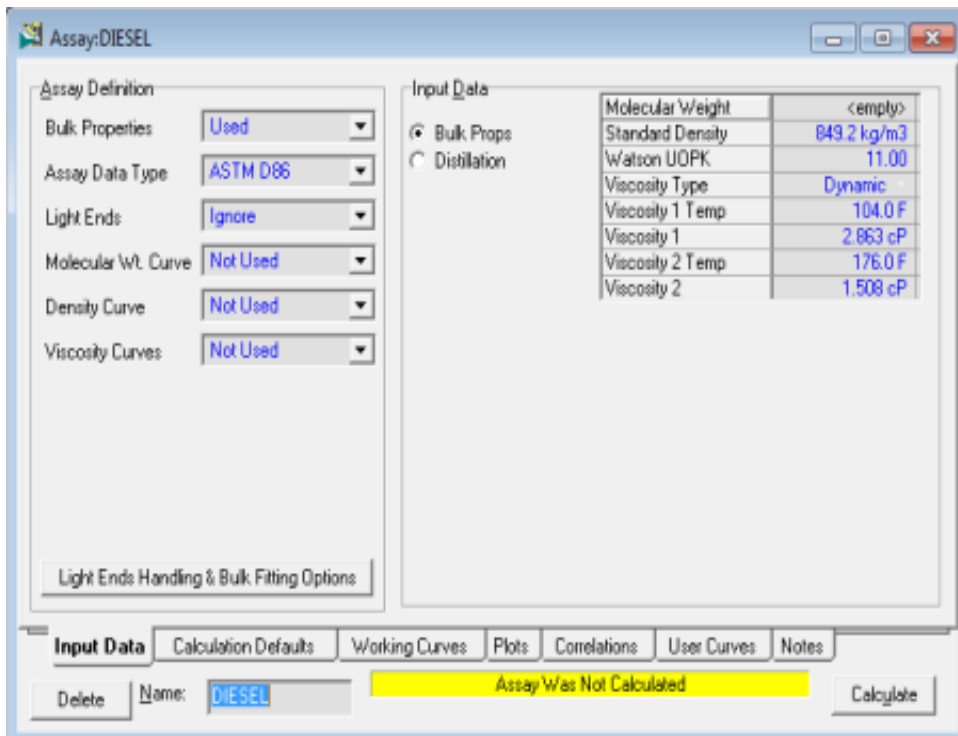 Assay:DIESEL
Assay Definition
Bulk Properties Used
Assay Data Type ASTM D86
Light Ends Ignore
Molecular Wt. Curve Not Used
Density Curve Not Used
Viscosity Curves Not Used
Light Ends Handling & Bulk Fitting Options
Input Data
Bulk Props
Distillation
Molecular Weight <empty>
Standard Density 849.2 kg/m3
Watson UOPK 11.00
Viscosity Type Dynamic
Viscosity 1 Temp 104.0 F
Viscosity 1 2.863 cP
Viscosity 2 Temp 176.0 F
Viscosity 2 1.508 cP
Input Data Calculation Defaults Working Curves Plots Correlations User Curves Notes
Delete Name: DIESEL Assay Was Not Calculated Calculate